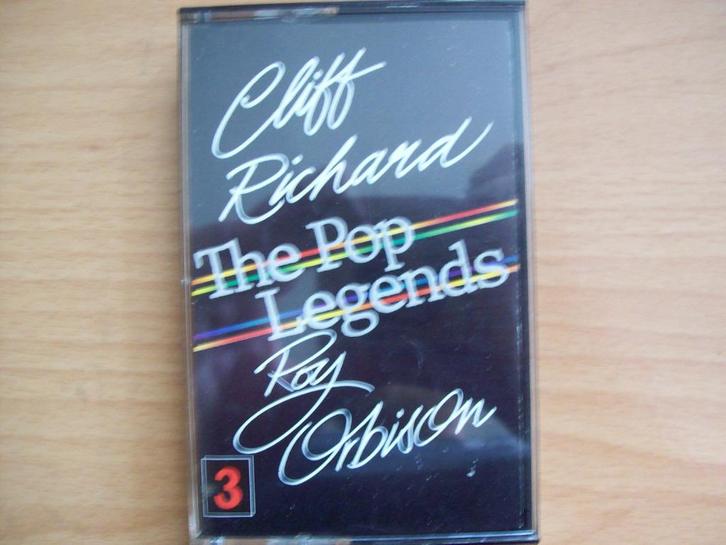 Cliff
Richard
The Pop
Legends
Roy
Orbison
3